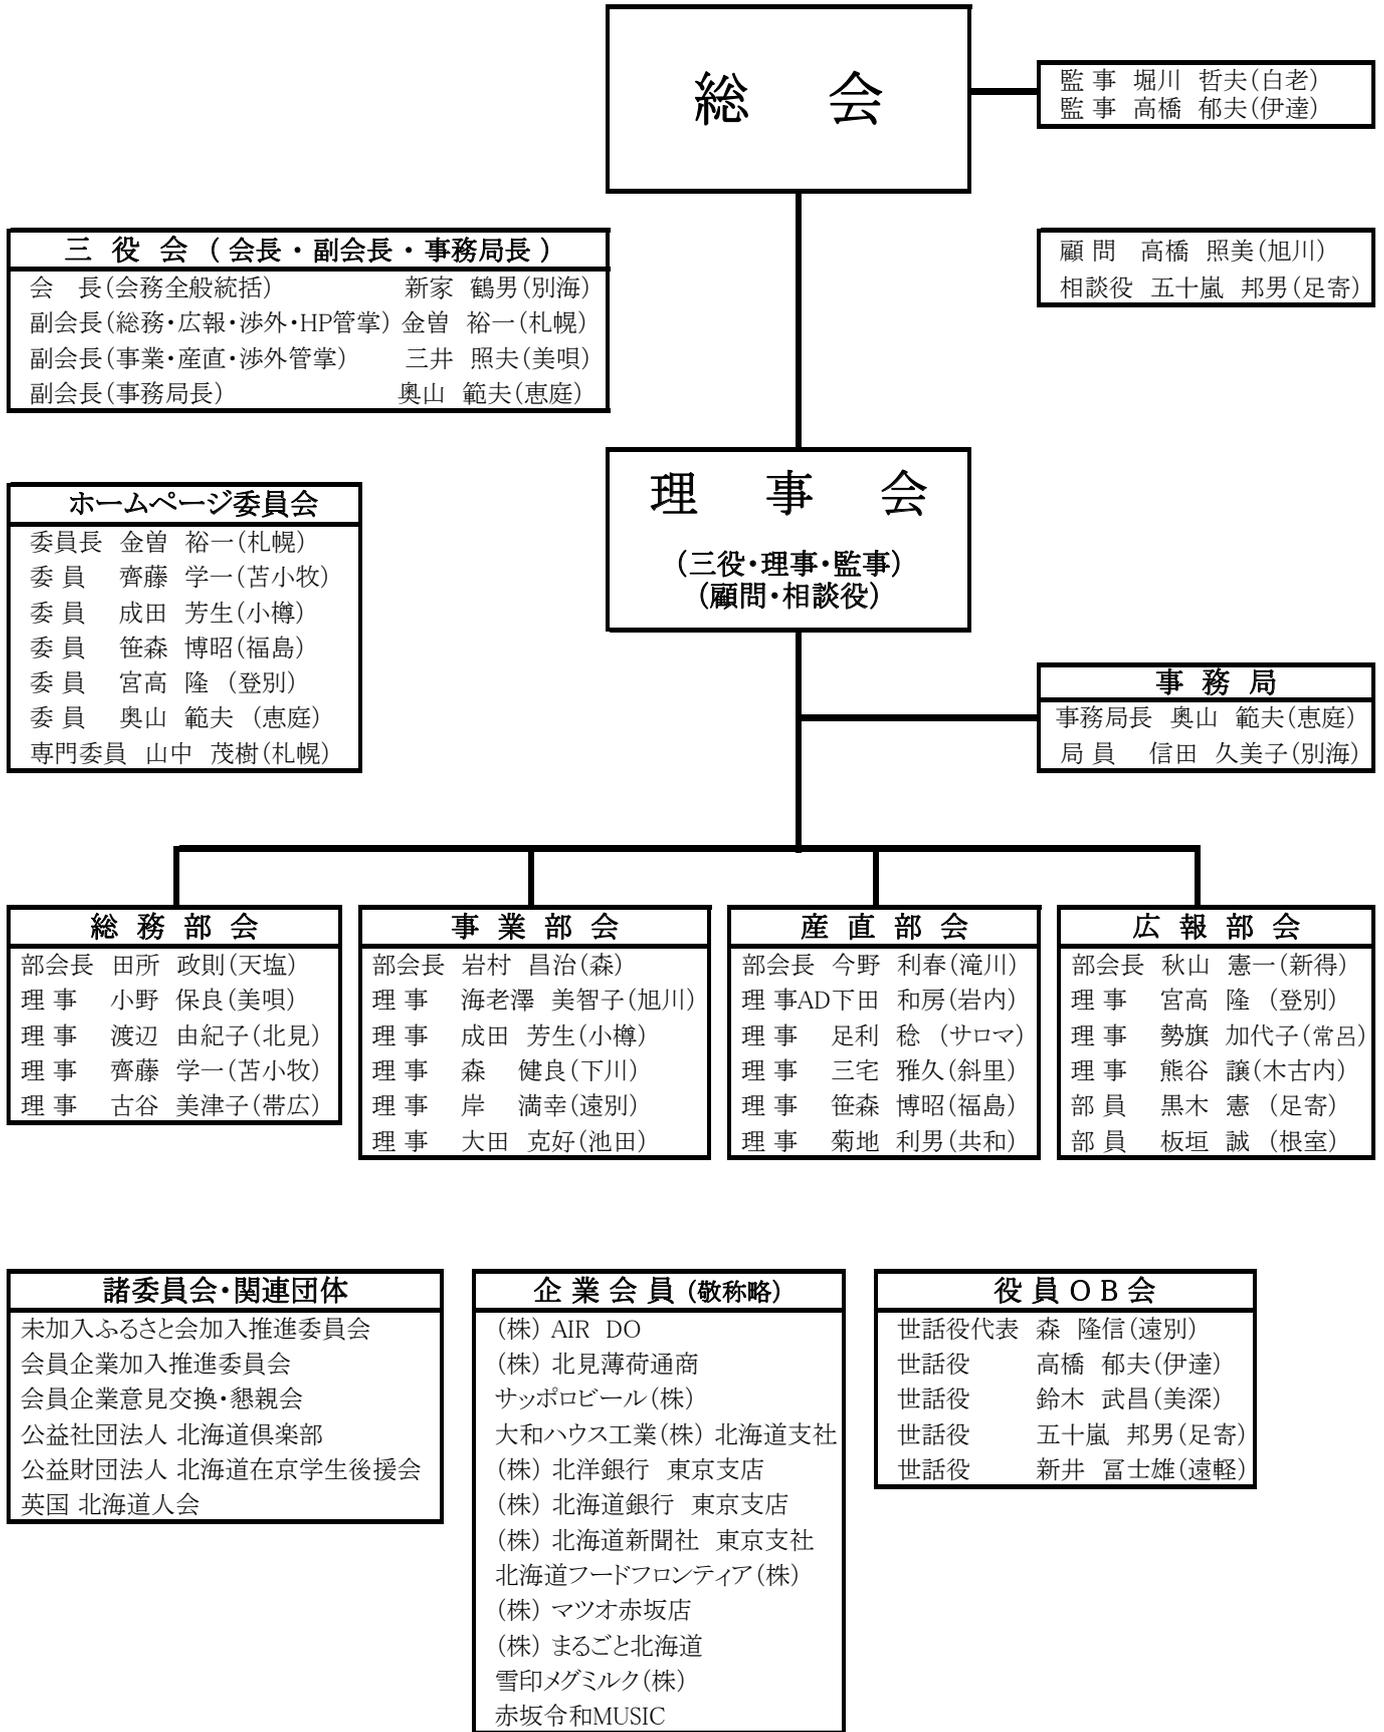 総 会
監 事 堀川 哲夫(白老)
監 事 高橋 郁夫(伊達)
三 役 会 ( 会長 ・ 副会長 ・ 事務局長 )
会 長(会務全般統括) 新家 鶴男(別海)
副会長(総務・広報・渉外・HP管掌) 金曽 裕一(札幌)
副会長(事業・産直・渉外管掌) 三井 照夫(美唄)
副会長(事務局長) 奥山 範夫(恵庭)
顧 問 高橋 照美(旭川)
相談役 五十嵐 邦男(足寄)
理 事 会
(三役・理事・監事)
(顧問・相談役)
ホームページ委員会
委員長 金曽 裕一(札幌)
委 員 齊藤 学一(苫小牧)
委 員 成田 芳生(小樽)
委 員 笹森 博昭(福島)
委 員 宮高 隆 (登別)
委 員 奥山 範夫 (恵庭)
専門委員 山中 茂樹(札幌)
事 務 局
事務局長 奥山 範夫(恵庭)
局 員 信田 久美子(別海)
総 務 部 会
部会長 田所 政則(天塩)
理 事 小野 保良(美唄)
理 事 渡辺 由紀子(北見)
理 事 齊藤 学一(苫小牧)
理 事 古谷 美津子(帯広)
事 業 部 会
部会長 岩村 昌治(森)
理 事 海老澤 美智子(旭川)
理 事 成田 芳生(小樽)
理 事 森 健良(下川)
理 事 岸 満幸(遠別)
理 事 大田 克好(池田)
産 直 部 会
部会長 今野 利春(滝川)
理 事AD下田 和房(岩内)
理 事 足利 稔 (サロマ)
理 事 三宅 雅久(斜里)
理 事 笹森 博昭(福島)
理 事 菊地 利男(共和)
広 報 部 会
部会長 秋山 憲一(新得)
理 事 宮高 隆 (登別)
理 事 勢旗 加代子(常呂)
理 事 熊谷 譲(木古内)
部 員 黒木 憲 (足寄)
部 員 板垣 誠 (根室)
諸委員会・関連団体
未加入ふるさと会加入推進委員会
会員企業加入推進委員会
会員企業意見交換・懇親会
公益社団法人 北海道倶楽部
公益財団法人 北海道在京学生後援会
英国 北海道人会
企 業 会 員 (敬称略)
(株) AIR DO
(株) 北見薄荷通商
サッポロビール(株)
大和ハウス工業(株) 北海道支社
(株) 北洋銀行 東京支店
(株) 北海道銀行 東京支店
(株) 北海道新聞社 東京支社
北海道フードフロンティア(株)
(株) マツオ赤坂店
(株) まるごと北海道
雪印メグミルク(株)
赤坂令和MUSIC
役 員 O B 会
世話役代表 森 隆信(遠別)
世話役 高橋 郁夫(伊達)
世話役 鈴木 武昌(美深)
世話役 五十嵐 邦男(足寄)
世話役 新井 冨士雄(遠軽)